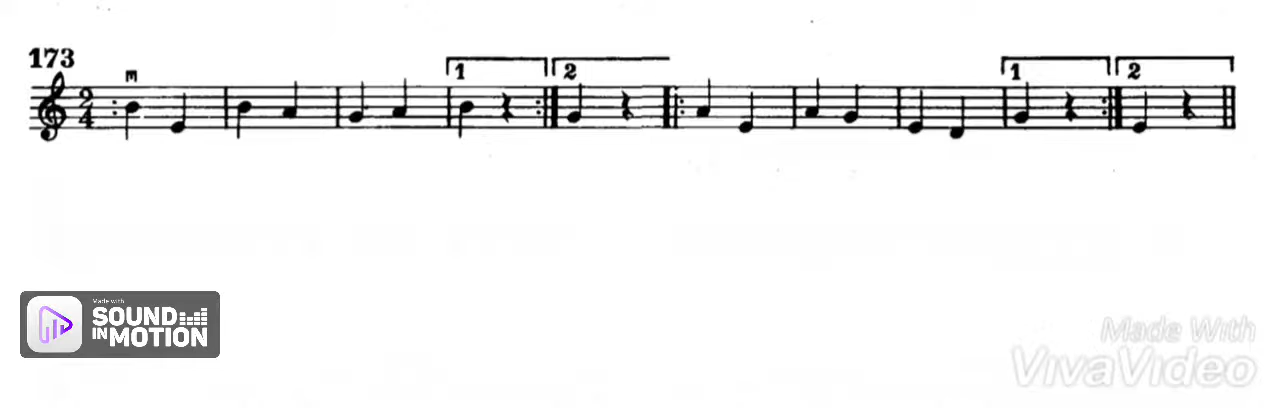 173
1 2 1 2
2
4
Made with
SOUND
IN MOTION
Made With
VivaVideo